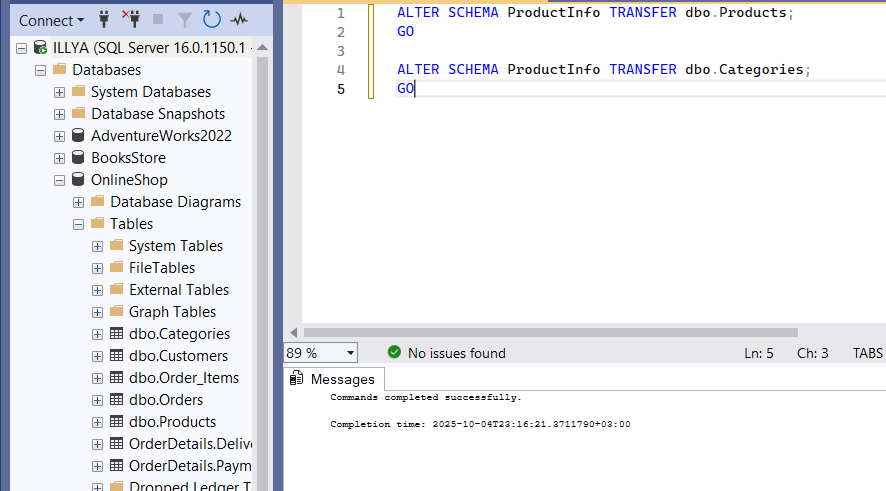 Connect
ILLYA (SQL Server 16.0.1150.1 -
Databases
System Databases
Database Snapshots
AdventureWorks2022
BooksStore
OnlineShop
Database Diagrams
Tables
System Tables
FileTables
External Tables
Graph Tables
dbo.Categories
dbo.Customers
dbo.Order_Items
dbo.Orders
dbo.Products
OrderDetails.Delive
OrderDetails.Paym
Dropped Ledger T
1 ALTER SCHEMA ProductInfo TRANSFER dbo.Products;
2 GO
3
4 ALTER SCHEMA ProductInfo TRANSFER dbo.Categories;
5 GO
89 % No issues found Ln: 5 Ch: 3 TABS
Messages
Commands completed successfully.
Completion time: 2025-10-04T23:16:21.3711790+03:00